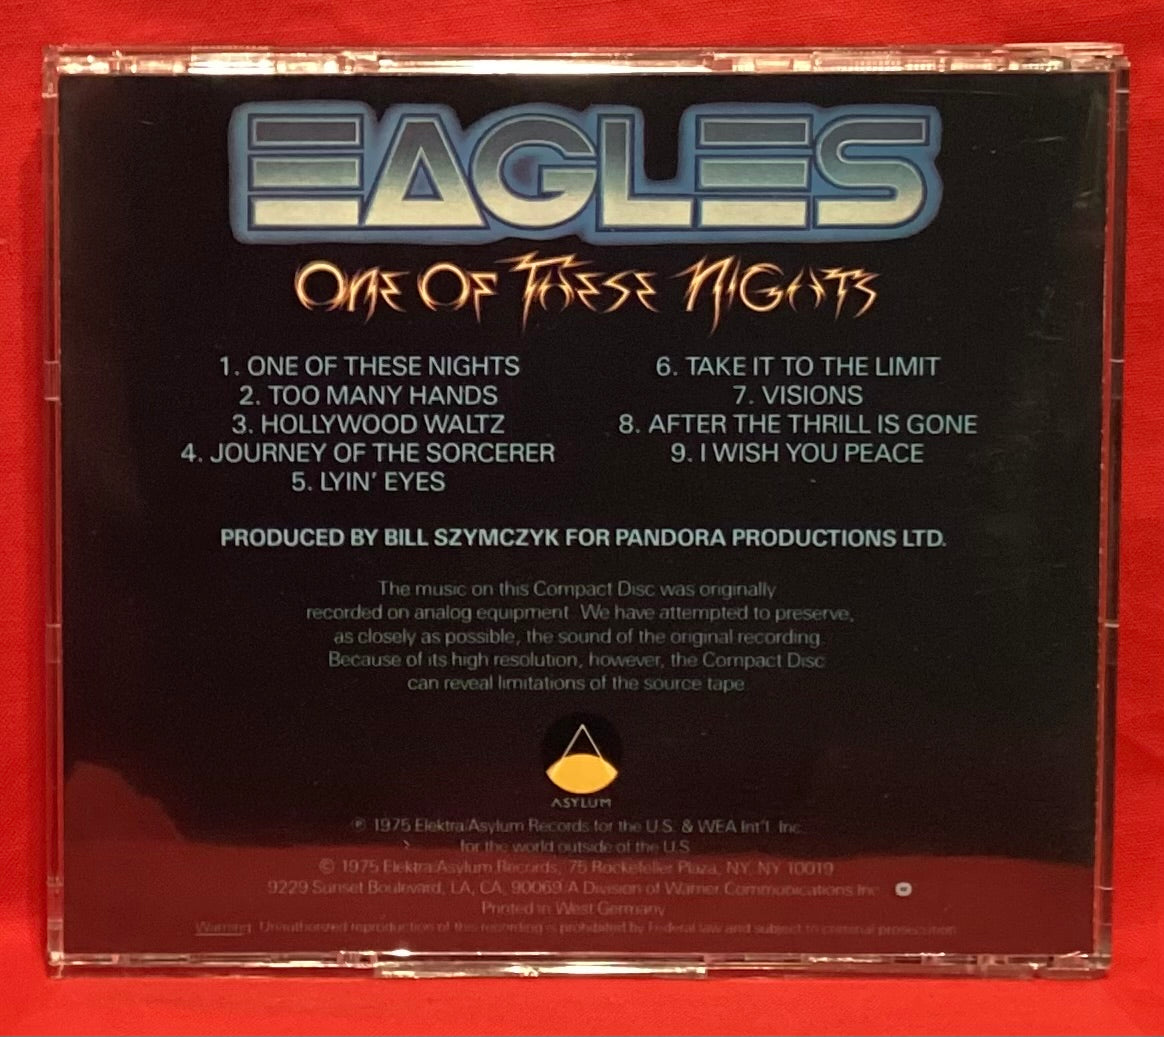 EAGLES
ONE OF THESE NIGHTS
1. ONE OF THESE NIGHTS
2. TOO MANY HANDS
3. HOLLYWOOD WALTZ
4. JOURNEY OF THE SORCERER
5. LYIN' EYES
6. TAKE IT TO THE LIMIT
7. VISIONS
8. AFTER THE THRILL IS GONE
9. I WISH YOU PEACE
PRODUCED BY BILL SZYMCZYK FOR PANDORA PRODUCTIONS LTD.
The music on this Compact Disc was originally
recorded on analog equipment. We have attempted to preserve,
as closely as possible, the sound of the original recording.
Because of its high resolution, however, the Compact Disc
can reveal limitations of the source tape.
ASYLUM
℗ 1975 Elektra/Asylum Records for the U.S. & WEA Int'l. Inc.
for the world outside of the U.S.
© 1975 Elektra/Asylum Records, 75 Rockefeller Plaza, NY, NY 10019
9229 Sunset Boulevard, LA, CA, 90069/A Division of Warner Communications Inc.
Printed in West Germany
Warning: Unauthorized reproduction of this recording is prohibited by Federal law and subject to criminal prosecution.